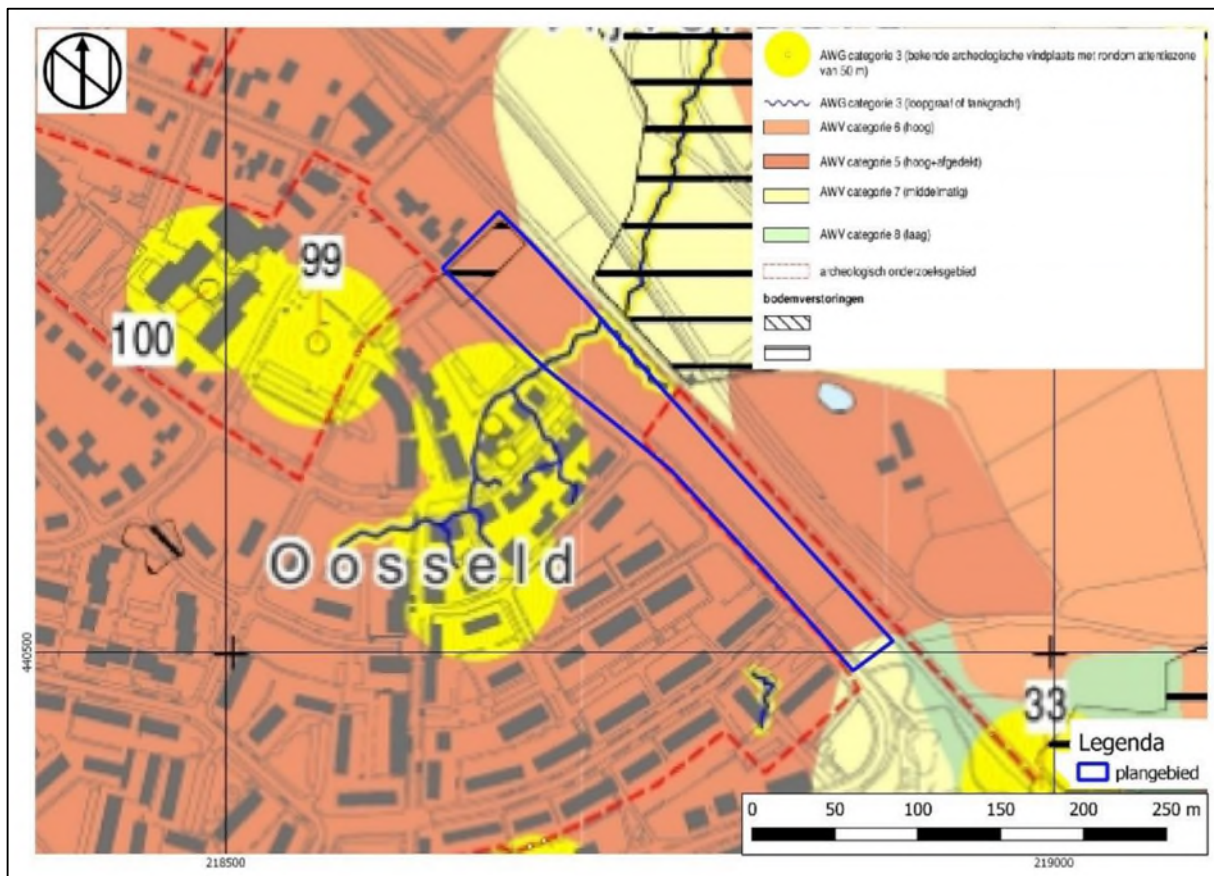 AWG categorie 3 (bekende archeologische vindplaats met rondom attentiezone
van 50 m)
AWG categorie 3 (loopgraaf of tankgracht)
AWV categorie 6 (hoog)
AWV categorie 5 (hoog+afgedekt)
AWV categorie 7 (middelmatig)
AWV categorie 8 (laag)
archeologisch onderzoeksgebied
bodemverstoringen
99
100
Oosseld
440500
33
Legenda
plangebied
0 50 100 150 200 250 m
218500
219000